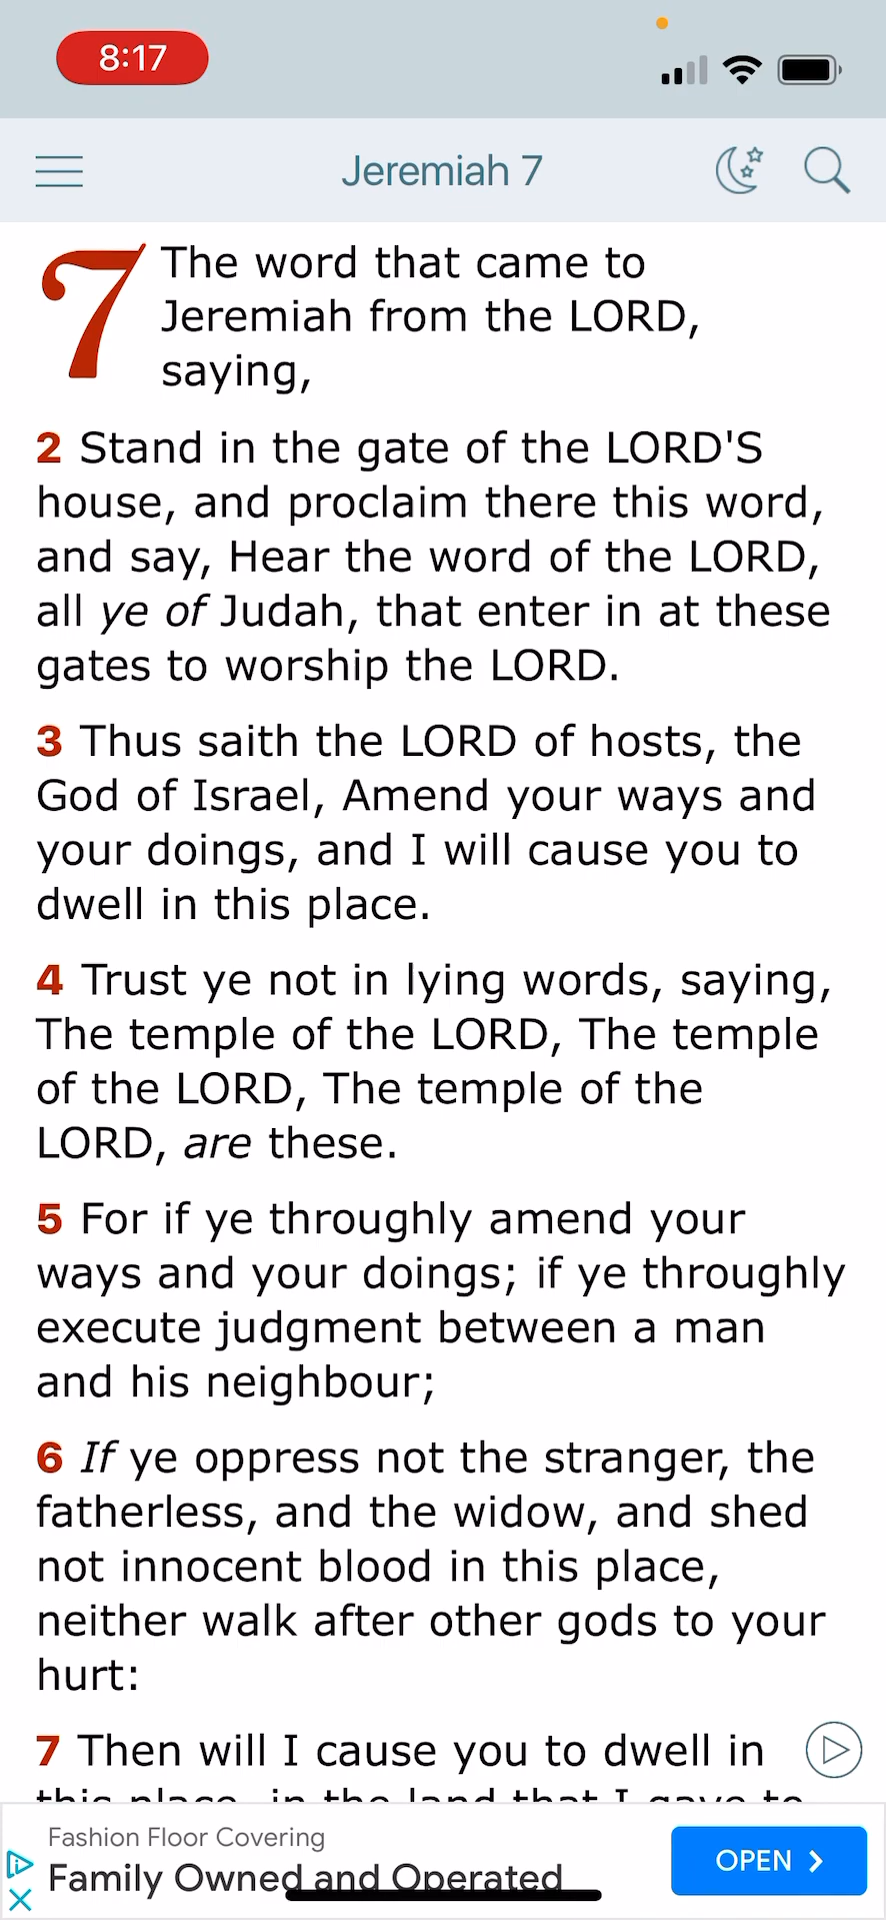 8:17
Jeremiah 7
7 The word that came to
Jeremiah from the LORD,
saying,
2 Stand in the gate of the LORD'S
house, and proclaim there this word,
and say, Hear the word of the LORD,
all ye of Judah, that enter in at these
gates to worship the LORD.
3 Thus saith the LORD of hosts, the
God of Israel, Amend your ways and
your doings, and I will cause you to
dwell in this place.
4 Trust ye not in lying words, saying,
The temple of the LORD, The temple
of the LORD, The temple of the
LORD, are these.
5 For if ye throughly amend your
ways and your doings; if ye throughly
execute judgment between a man
and his neighbour;
6 If ye oppress not the stranger, the
fatherless, and the widow, and shed
not innocent blood in this place,
neither walk after other gods to your
hurt:
7 Then will I cause you to dwell in
this place, in the land that I gave to
Fashion Floor Covering
Family Owned and Operated
OPEN